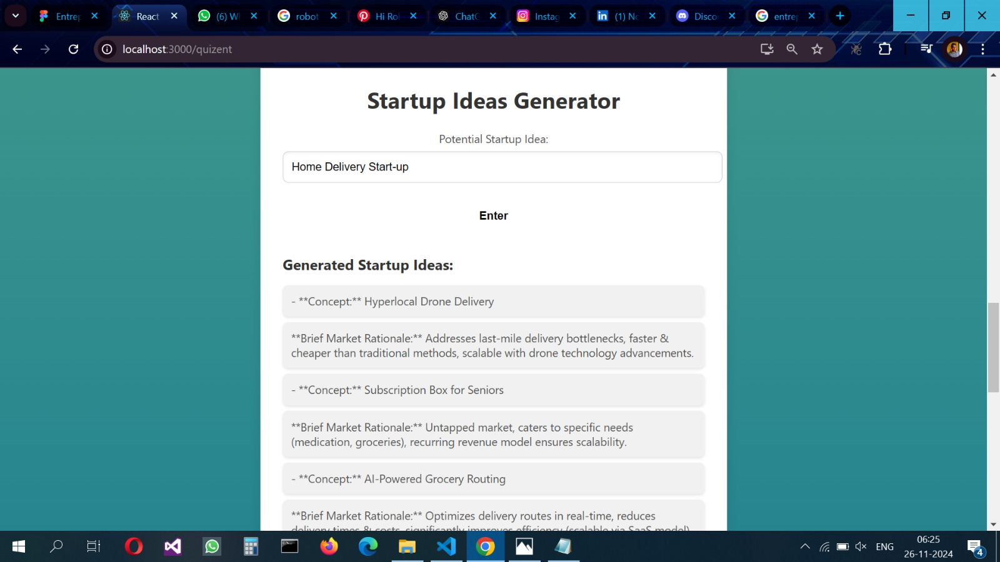 Entrep
React
(6) W
robot
Hi Ro
ChatG
Instag
(1) N
Disco
entre
localhost:3000/quizent
Startup Ideas Generator
Potential Startup Idea:
Home Delivery Start-up
Enter
Generated Startup Ideas:
- **Concept:** Hyperlocal Drone Delivery
**Brief Market Rationale:** Addresses last-mile delivery bottlenecks, faster &
cheaper than traditional methods, scalable with drone technology advancements.
- **Concept:** Subscription Box for Seniors
**Brief Market Rationale:** Untapped market, caters to specific needs
(medication, groceries), recurring revenue model ensures scalability.
- **Concept:** AI-Powered Grocery Routing
**Brief Market Rationale:** Optimizes delivery routes in real-time, reduces
delivery times & costs, significantly improves efficiency (scalable via SaaS model)
ENG
06:25
26-11-2024
4